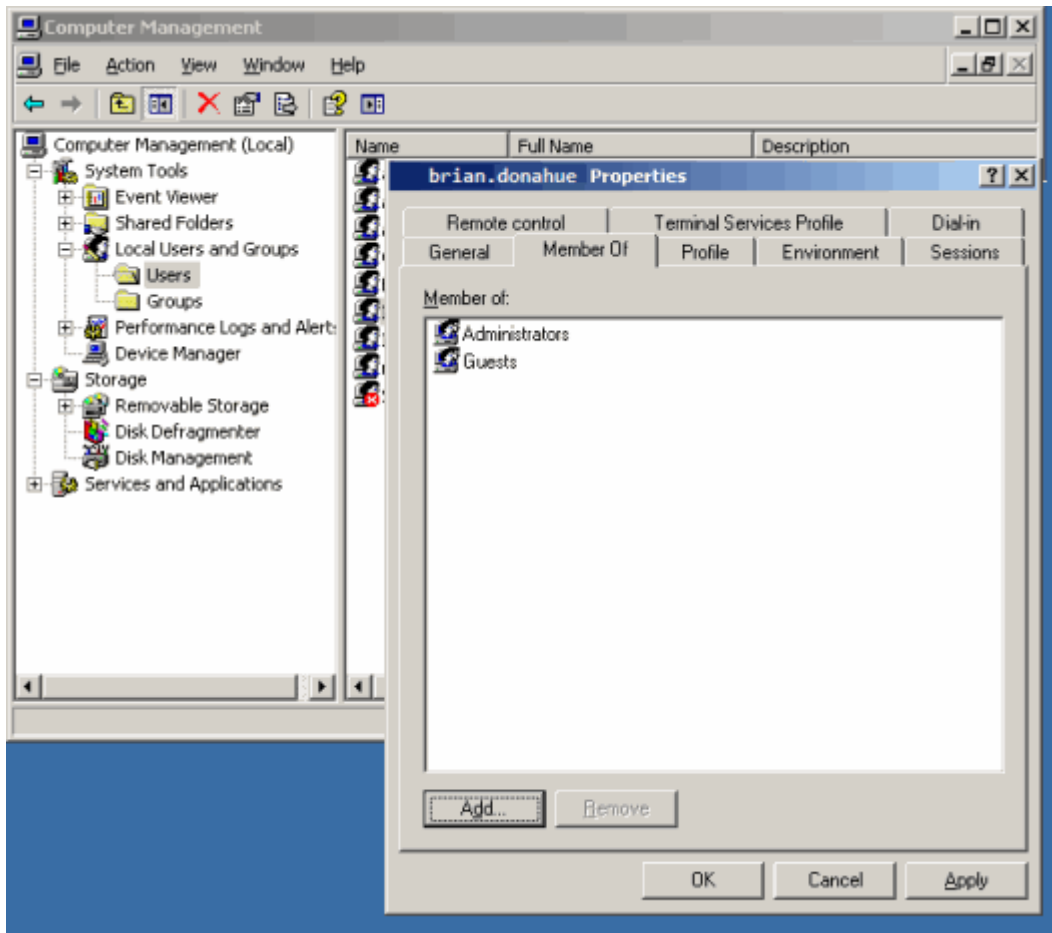 Computer Management
File Action View Window Help
Computer Management (Local)
System Tools
Event Viewer
Shared Folders
Local Users and Groups
Users
Groups
Performance Logs and Alert
Device Manager
Storage
Removable Storage
Disk Defragmenter
Disk Management
Services and Applications
Name Full Name Description
brian.donahue Properties
Remote control Terminal Services Profile Dial-in
General Member Of Profile Environment Sessions
Member of:
Administrators
Guests
Add... Remove
OK Cancel Apply